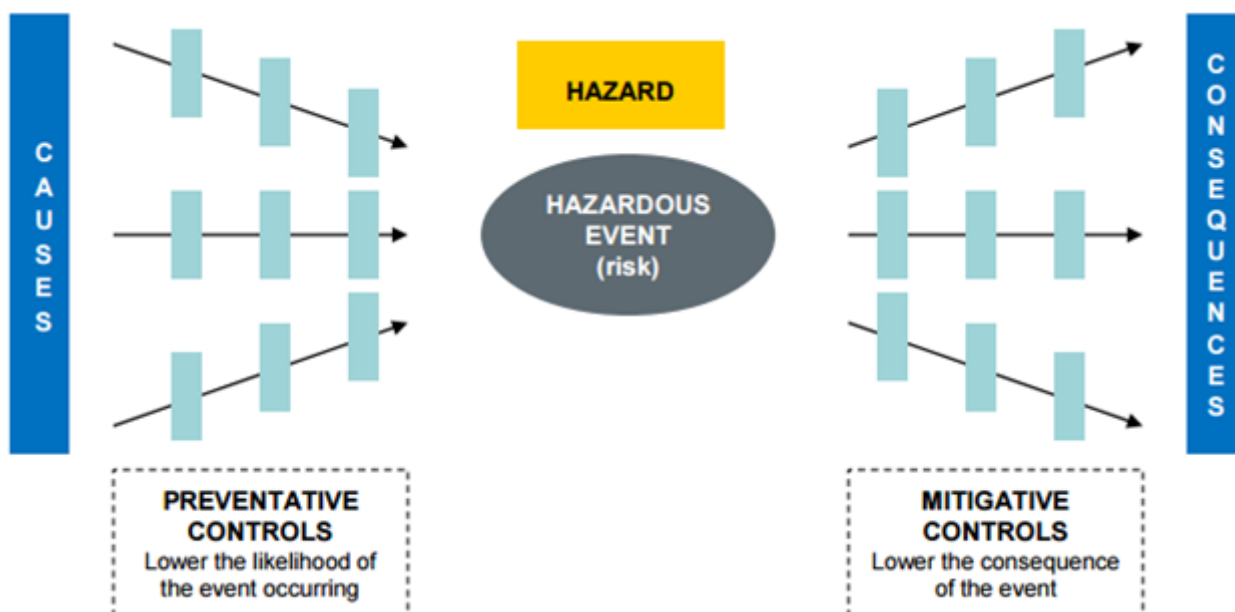 CAUSES
HAZARD
HAZARDOUS
EVENT
(risk)
CONSEQUENCES
PREVENTATIVE
CONTROLS
Lower the likelihood of
the event occurring
MITIGATIVE
CONTROLS
Lower the consequence
of the event